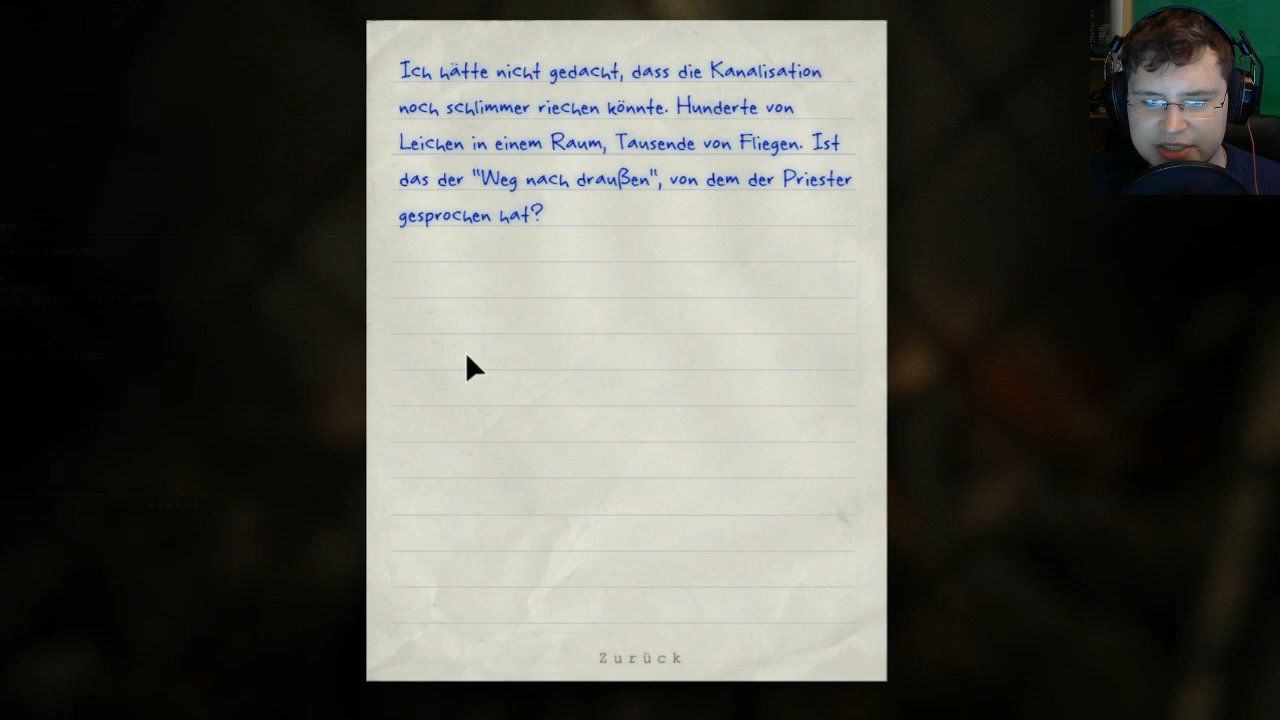 Ich hätte nicht gedacht, dass die Kanalisation
noch schlimmer riechen könnte. Hunderte von
Leichen in einem Raum, Tausende von Fliegen. Ist
das der "Weg nach draußen", von dem der Priester
gesprochen hat?
Zurück